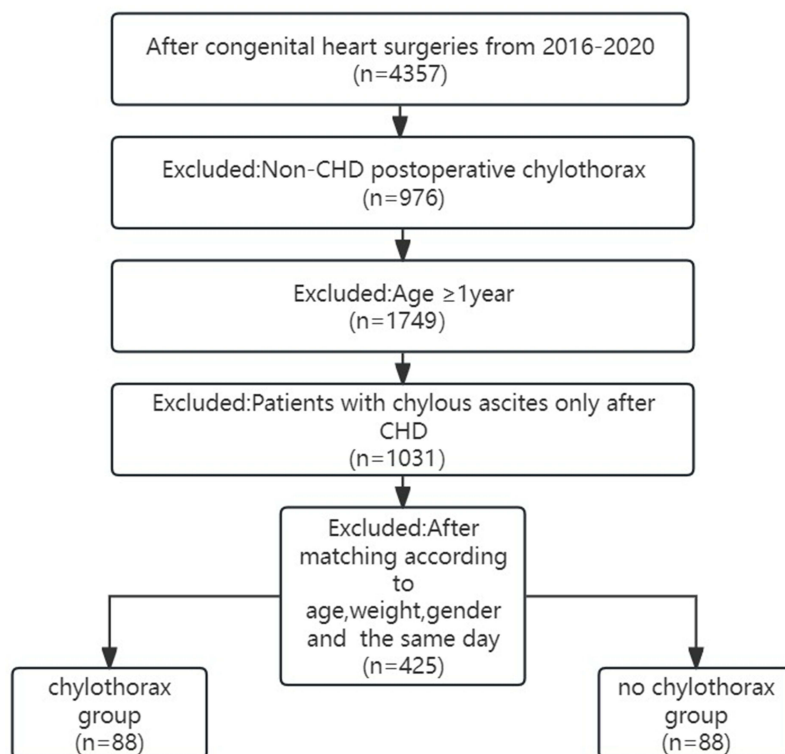 After congenital heart surgeries from 2016-2020
(n=4357)
Excluded:Non-CHD postoperative chylothorax
(n=976)
Excluded:Age ≥1year
(n=1749)
Excluded:Patients with chylous ascites only after
CHD
(n=1031)
Excluded:After
matching according
to
age,weight,gender
and the same day
(n=425)
chylothorax
group
(n=88)
no chylothorax
group
(n=88)